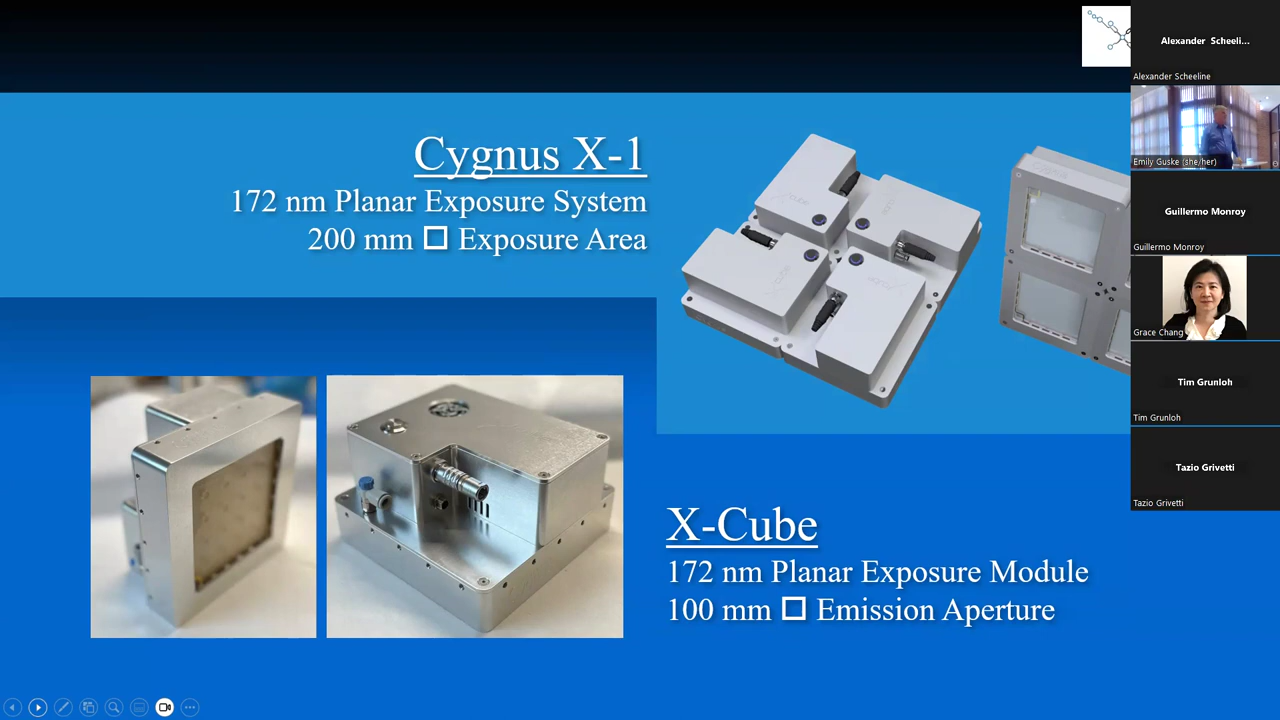 Cygnus X-1
172 nm Planar Exposure System
200 mm □ Exposure Area
X-Cube
172 nm Planar Exposure Module
100 mm □ Emission Aperture
Alexander Scheeli...
Alexander Scheeline
Emily Guske (she/her)
Guillermo Monroy
Guillermo Monroy
Grace Chang
Tim Grunloh
Tim Grunloh
Tazio Grivetti
Tazio Grivetti